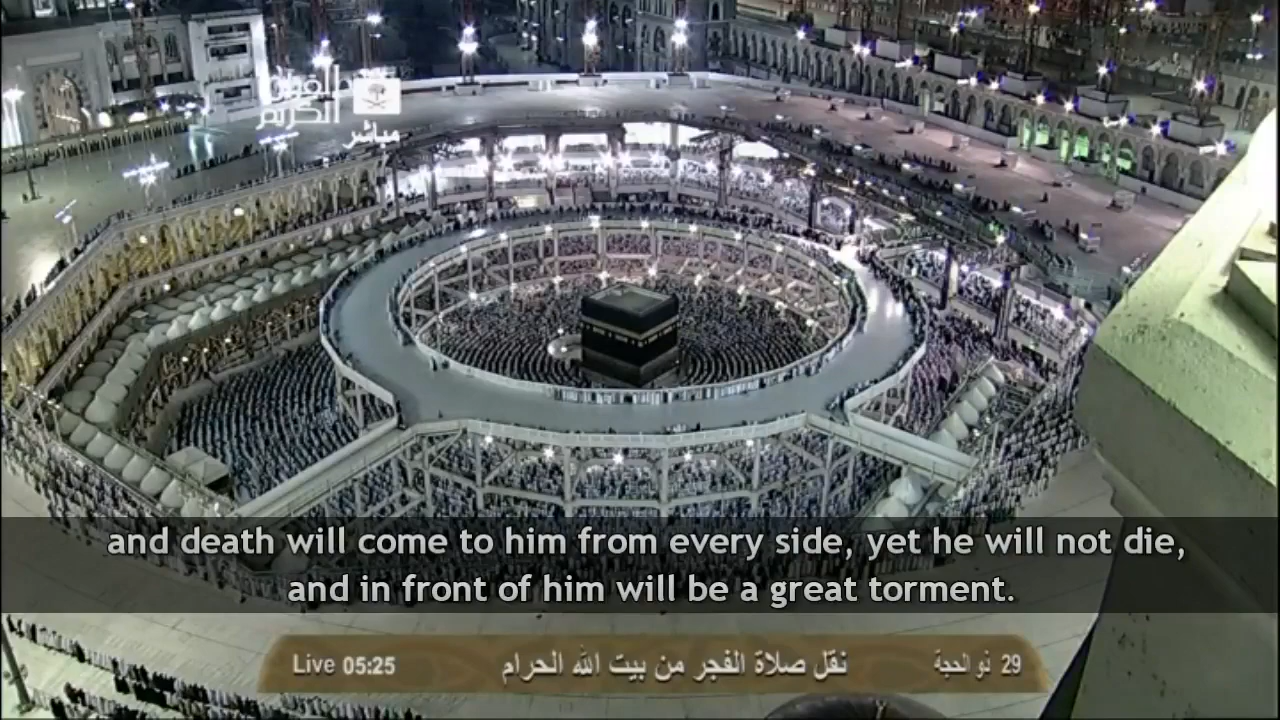 القرآن
الكريم
مباشر
and death will come to him from every side, yet he will not die,
and in front of him will be a great torment.
Live 05:25 نقل صلاة الفجر من بيت الله الحرام 29 ذو الحجة